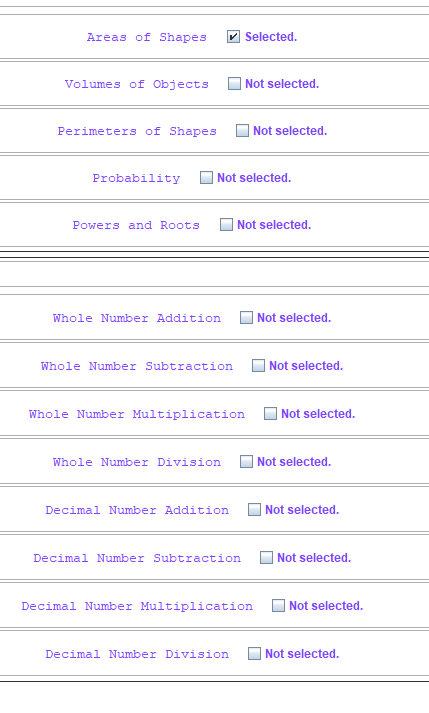 Areas of Shapes Selected.
Volumes of Objects Not selected.
Perimeters of Shapes Not selected.
Probability Not selected.
Powers and Roots Not selected.
Whole Number Addition Not selected.
Whole Number Subtraction Not selected.
Whole Number Multiplication Not selected.
Whole Number Division Not selected.
Decimal Number Addition Not selected.
Decimal Number Subtraction Not selected.
Decimal Number Multiplication Not selected.
Decimal Number Division Not selected.